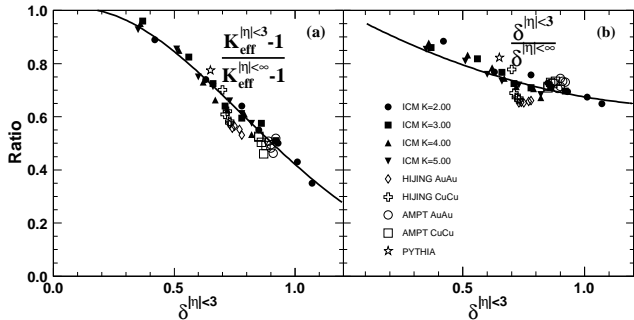 Ratio
1.0
0.8
0.6
0.4
0.2
0.0
0.0 0.5 1.0
δ^|η|<3
K_eff^|η|<3 -1
K_eff^|η|<∞ -1
(a)
0.5 1.0
δ^|η|<3
δ^|η|<3
δ^|η|<∞
(b)
ICM K=2.00
ICM K=3.00
ICM K=4.00
ICM K=5.00
HIJING AuAu
HIJING CuCu
AMPT AuAu
AMPT CuCu
PYTHIA